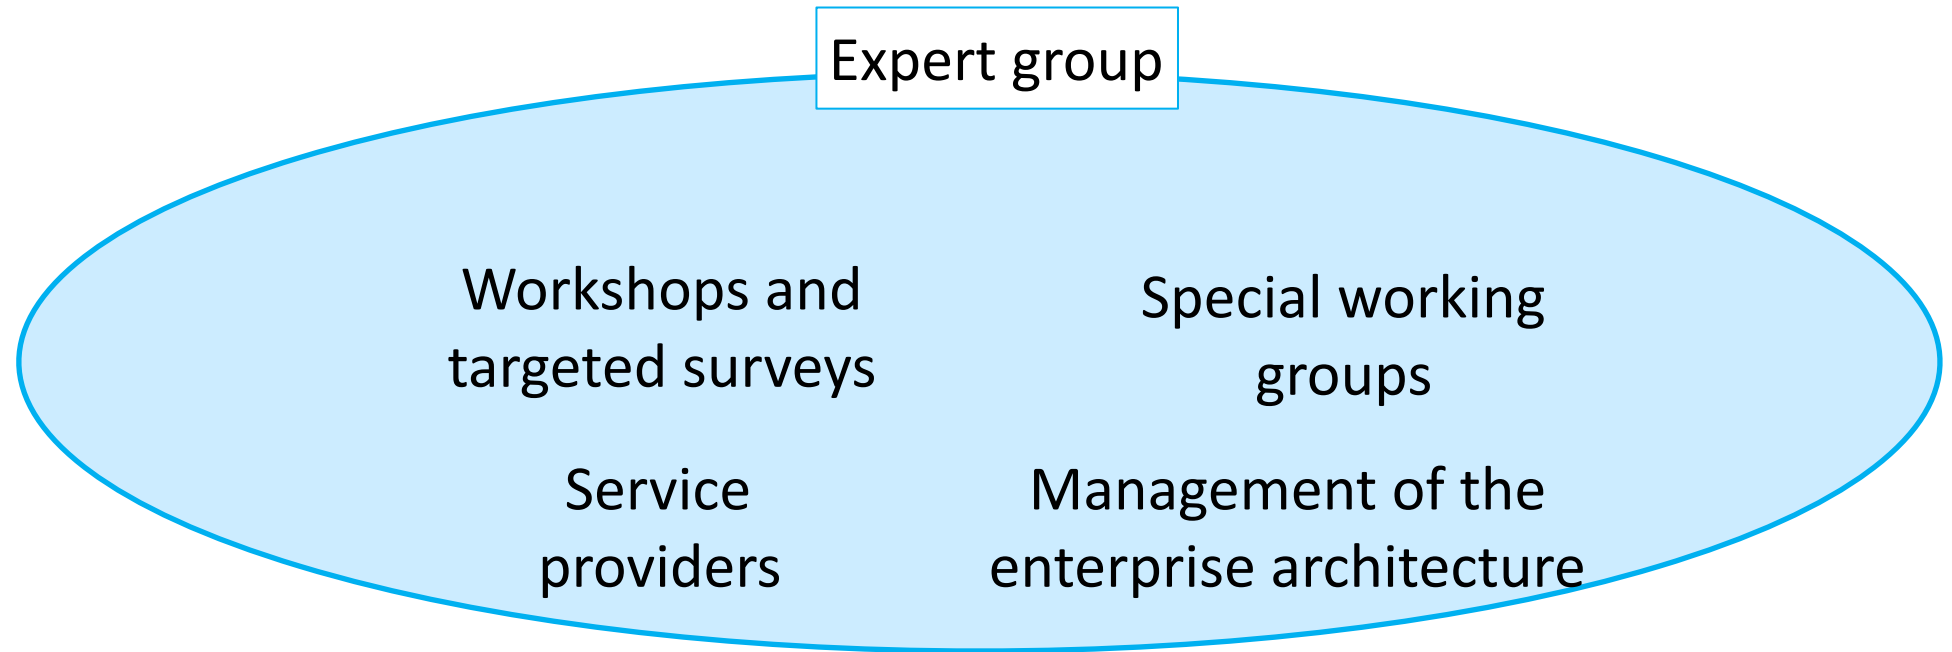 Expert group
Workshops and
targeted surveys
Special working
groups
Service
providers
Management of the
enterprise architecture